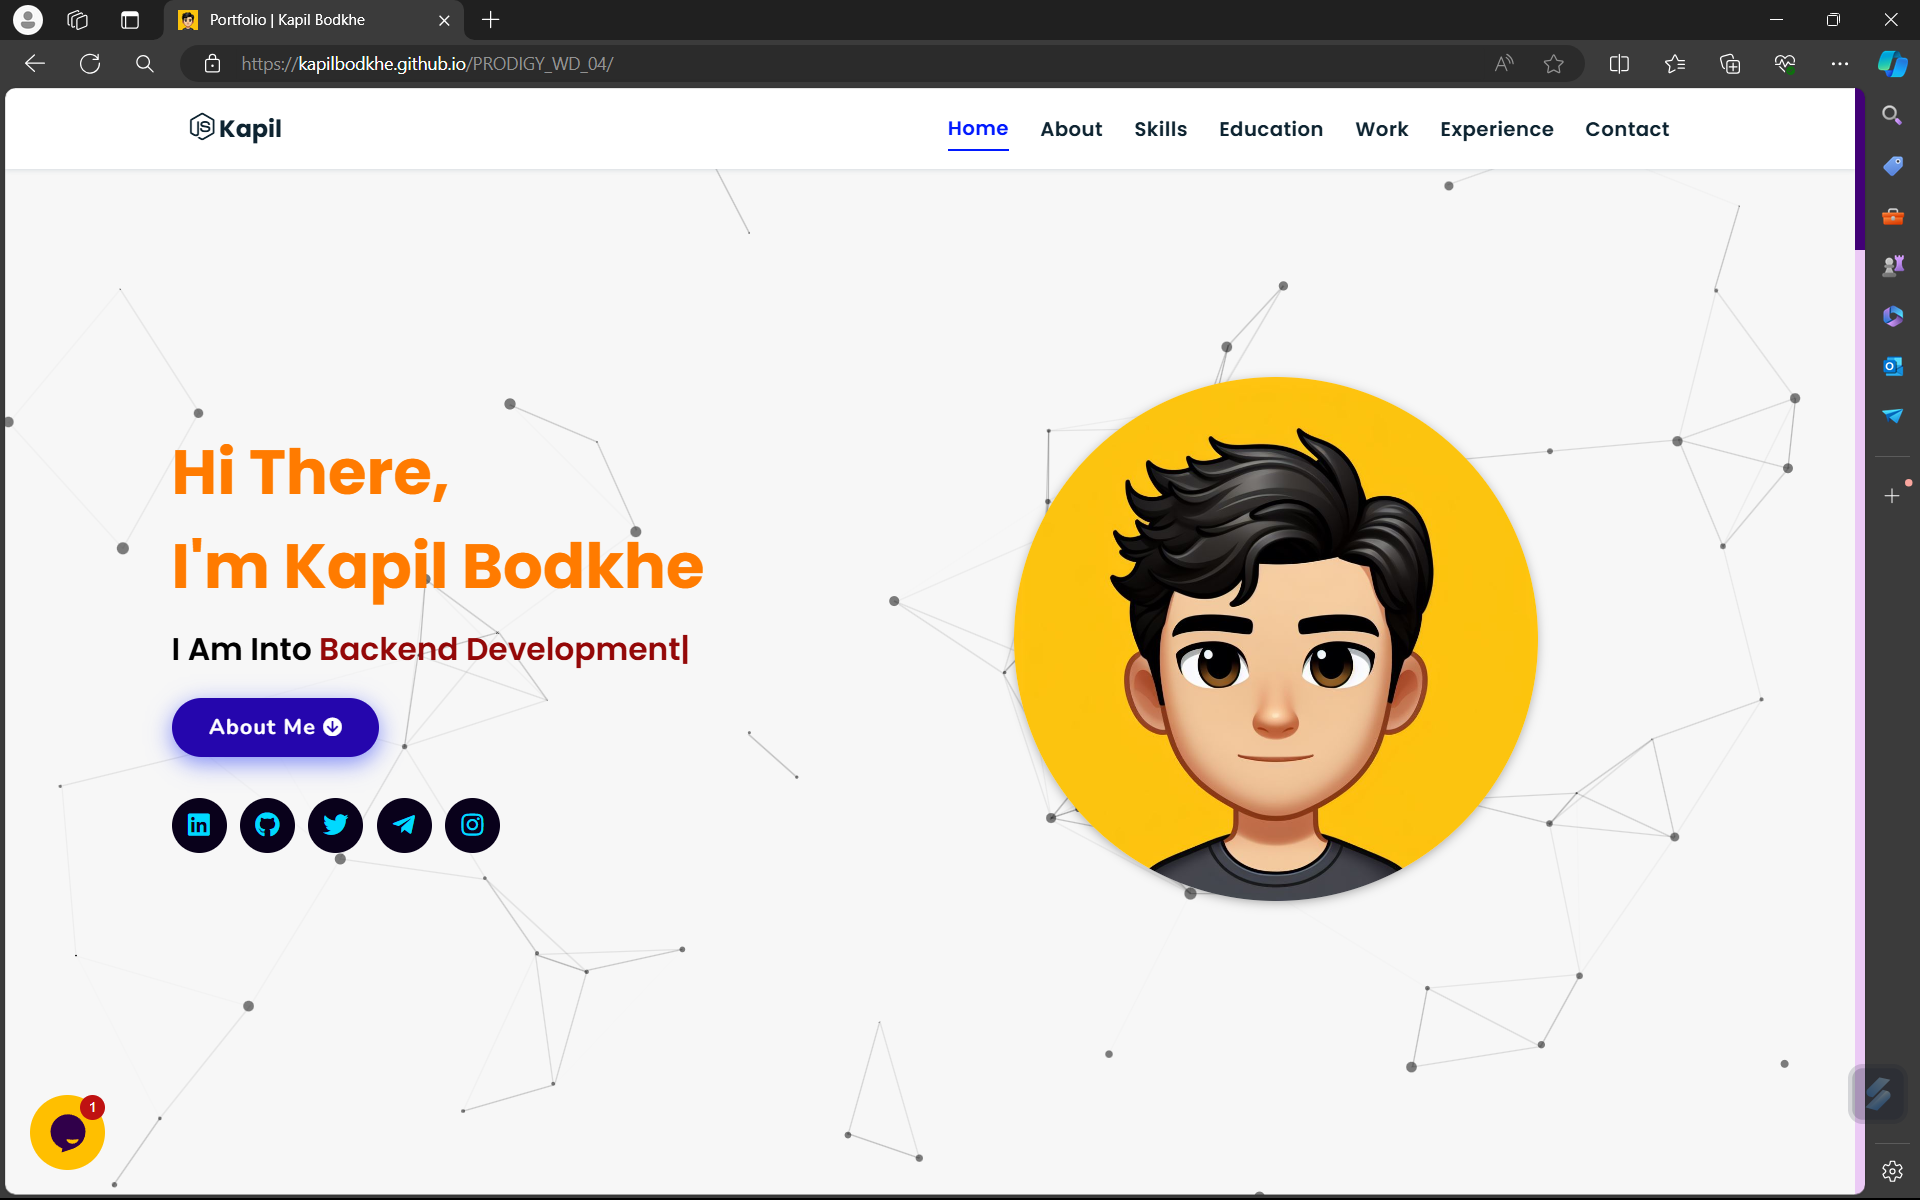 Portfolio | Kapil Bodkhe
https://kapilbodkhe.github.io/PRODIGY_WD_04/
JS Kapil
Home About Skills Education Work Experience Contact
Hi There,
I'm Kapil Bodkhe
I Am Into Backend Development|
About Me
1